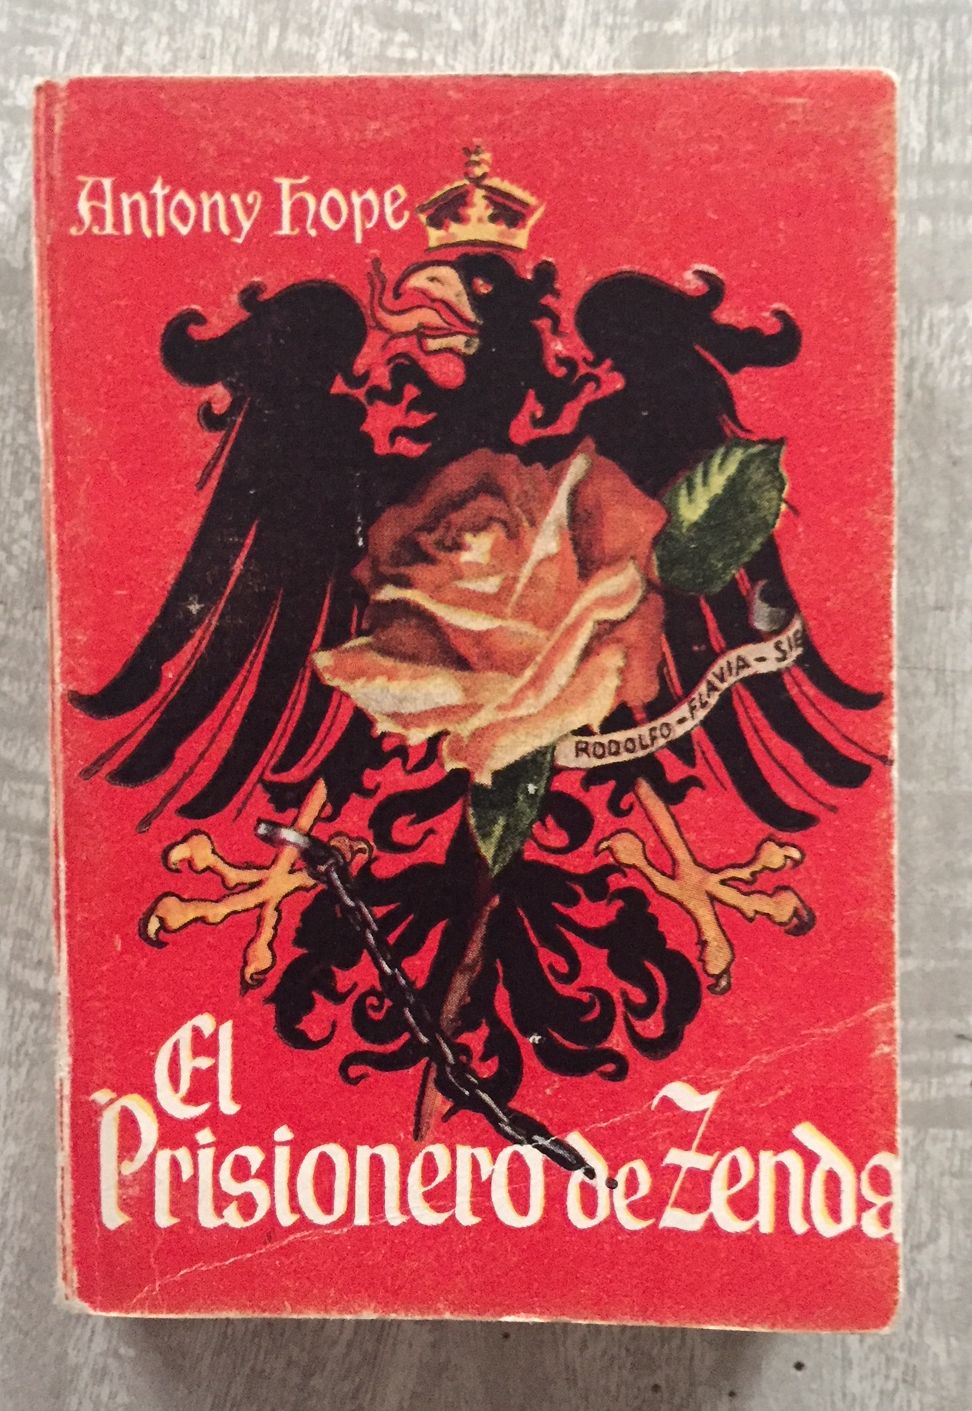 Antony Hope
RODOLFO - FLAVIA - SIE
El
Prisionero de Zenda